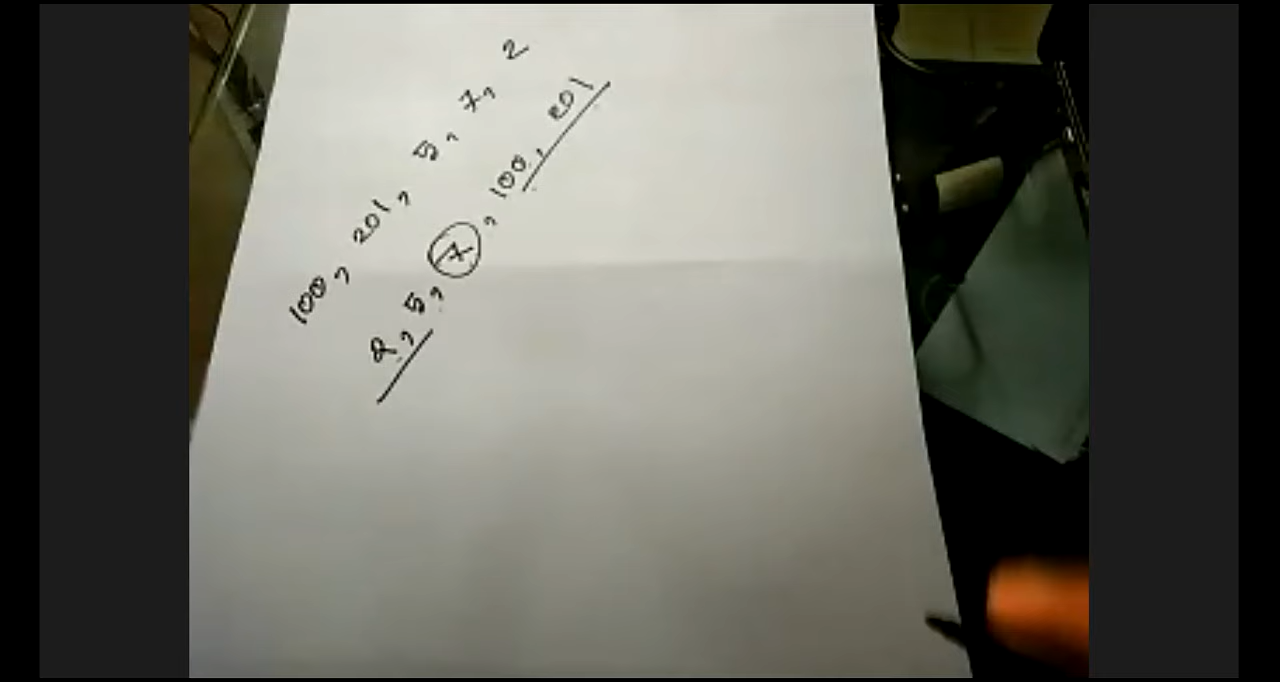 100, 201, 5, 7, 2
2, 5, 7, 100, 201